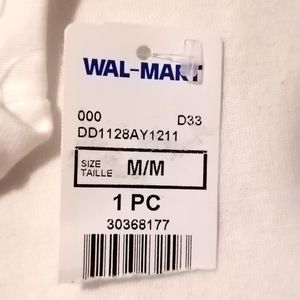 WAL-MART
000 D33
DD1128AY1211
SIZE
TAILLE M/M
1 PC
30368177